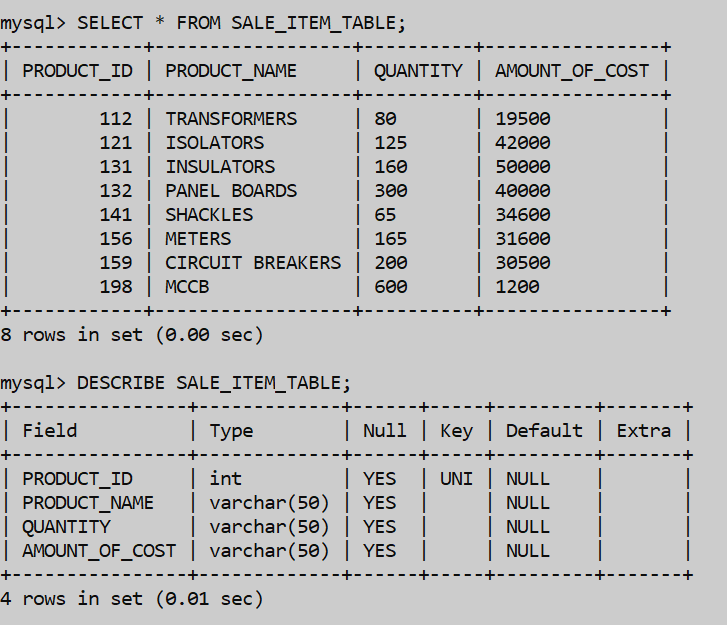 mysql> SELECT * FROM SALE_ITEM_TABLE;
+------------+------------------+----------+----------------+
| PRODUCT_ID | PRODUCT_NAME     | QUANTITY | AMOUNT_OF_COST |
+------------+------------------+----------+----------------+
|        112 | TRANSFORMERS     | 80       | 19500          |
|        121 | ISOLATORS        | 125      | 42000          |
|        131 | INSULATORS       | 160      | 50000          |
|        132 | PANEL BOARDS     | 300      | 40000          |
|        141 | SHACKLES         | 65       | 34600          |
|        156 | METERS           | 165      | 31600          |
|        159 | CIRCUIT BREAKERS | 200      | 30500          |
|        198 | MCCB             | 600      | 1200           |
+------------+------------------+----------+----------------+
8 rows in set (0.00 sec)
mysql> DESCRIBE SALE_ITEM_TABLE;
+----------------+-------------+------+-----+---------+-------+
| Field          | Type        | Null | Key | Default | Extra |
+----------------+-------------+------+-----+---------+-------+
| PRODUCT_ID     | int         | YES  | UNI | NULL    |       |
| PRODUCT_NAME   | varchar(50) | YES  |     | NULL    |       |
| QUANTITY       | varchar(50) | YES  |     | NULL    |       |
| AMOUNT_OF_COST | varchar(50) | YES  |     | NULL    |       |
+----------------+-------------+------+-----+---------+-------+
4 rows in set (0.01 sec)